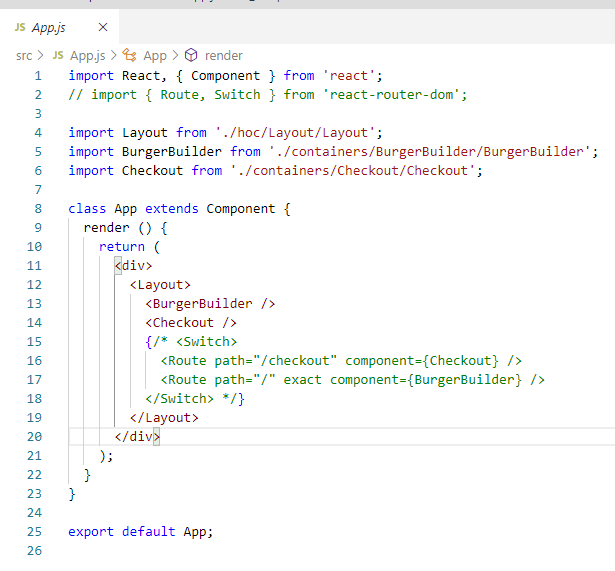 JS App.js ×
src > JS App.js > App > render
1 import React, { Component } from 'react';
2 // import { Route, Switch } from 'react-router-dom';
3
4 import Layout from './hoc/Layout/Layout';
5 import BurgerBuilder from './containers/BurgerBuilder/BurgerBuilder';
6 import Checkout from './containers/Checkout/Checkout';
7
8 class App extends Component {
9   render () {
10     return (
11       <div>
12         <Layout>
13           <BurgerBuilder />
14           <Checkout />
15           {/* <Switch>
16             <Route path="/checkout" component={Checkout} />
17             <Route path="/" exact component={BurgerBuilder} />
18           </Switch> */}
19         </Layout>
20       </div>
21     );
22   }
23 }
24
25 export default App;
26